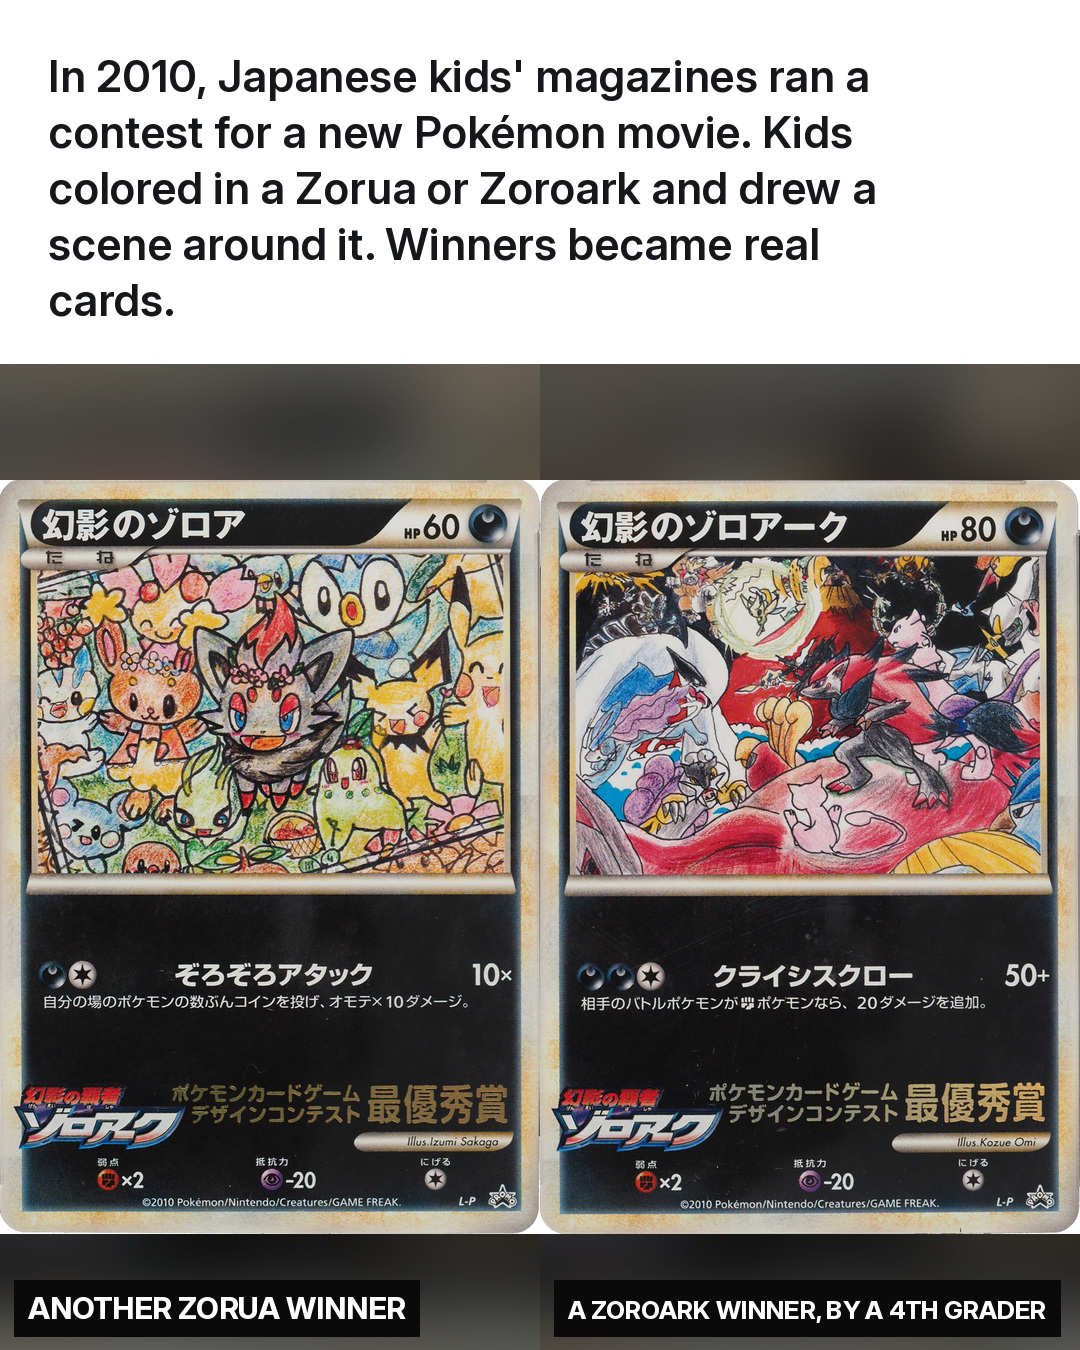 In 2010, Japanese kids' magazines ran a
contest for a new Pokémon movie. Kids
colored in a Zorua or Zoroark and drew a
scene around it. Winners became real
cards.
幻影のゾロア
HP60
たね
ぞろぞろアタック 10×
自分の場のポケモンの数ぶんコインを投げ、オモテ×10ダメージ。
幻影の覇者
ゾロアーク
ポケモンカードゲーム
デザインコンテスト
最優秀賞
Illus.Izumi Sakaga
弱点 抵抗力 にげる
×2 -20
©2010 Pokémon/Nintendo/Creatures/GAME FREAK. L-P
幻影のゾロアーク
HP80
たね
クライシスクロー 50+
相手のバトルポケモンがポケモンなら、20ダメージを追加。
幻影の覇者
ゾロアーク
ポケモンカードゲーム
デザインコンテスト
最優秀賞
Illus.Kozue Omi
弱点 抵抗力 にげる
×2 -20
©2010 Pokémon/Nintendo/Creatures/GAME FREAK. L-P
ANOTHER ZORUA WINNER
A ZOROARK WINNER, BY A 4TH GRADER